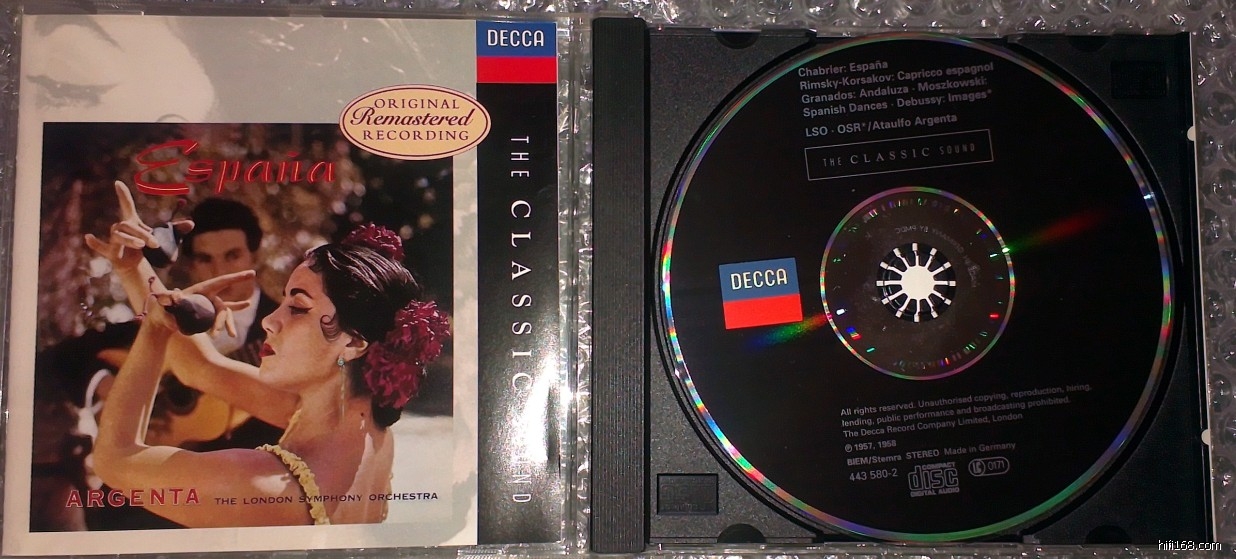 DECCA
ORIGINAL
Remastered
RECORDING
España
ARGENTA THE LONDON SYMPHONY ORCHESTRA
THE CLASSIC SOUND
Chabrier: España
Rimsky-Korsakov: Capricco espagnol
Granados: Andaluza · Moszkowski:
Spanish Dances · Debussy: Images*
LSO · OSR*/Ataulfo Argenta
THE CLASSIC SOUND
DECCA
All rights reserved. Unauthorised copying, reproduction, hiring,
lending, public performance and broadcasting prohibited.
The Decca Record Company Limited, London
℗ 1957, 1958
BIEM/Stemra STEREO Made in Germany
443 580-2
COMPACT
disc
DIGITAL AUDIO
0171
hifi168.com